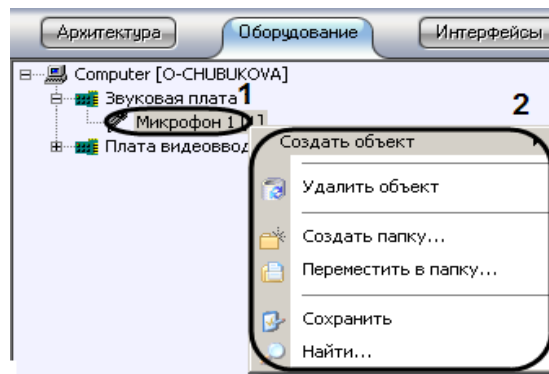 Архитектура Оборудование Интерфейсы
Computer [O-CHUBUKOVA]
Звуковая плата 1
2
Микрофон 1 [1]
Создать объект
Плата видеоввод
Удалить объект
Создать папку...
Переместить в папку...
Сохранить
Найти...